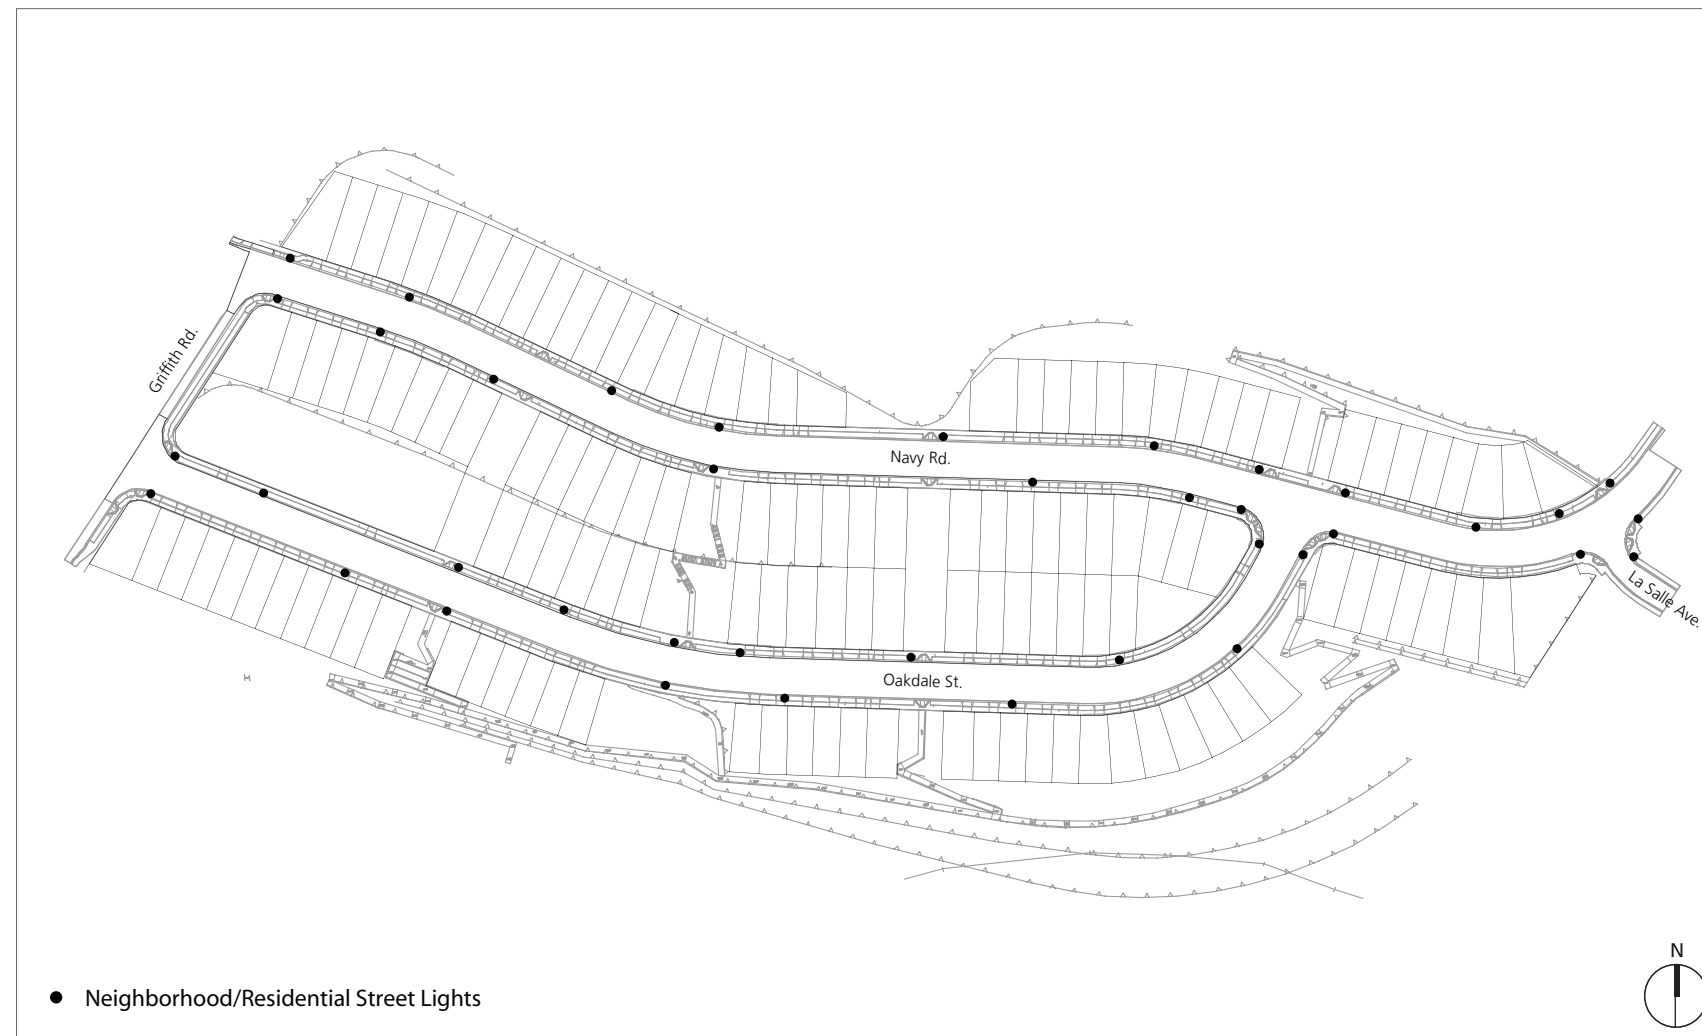 Griffith Rd.
Navy Rd.
La Salle Ave.
Oakdale St.
N
Neighborhood/Residential Street Lights